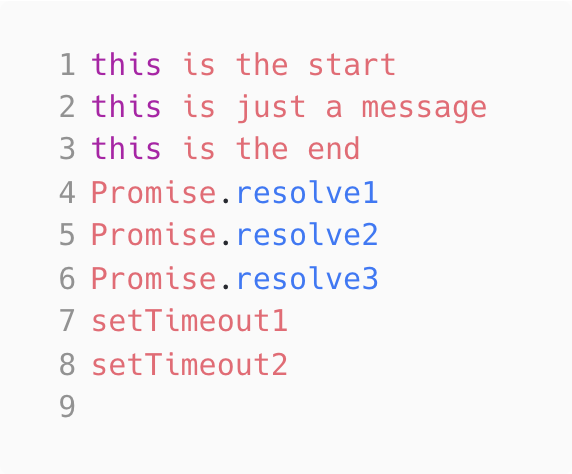 1 this is the start
2 this is just a message
3 this is the end
4 Promise.resolve1
5 Promise.resolve2
6 Promise.resolve3
7 setTimeout1
8 setTimeout2
9